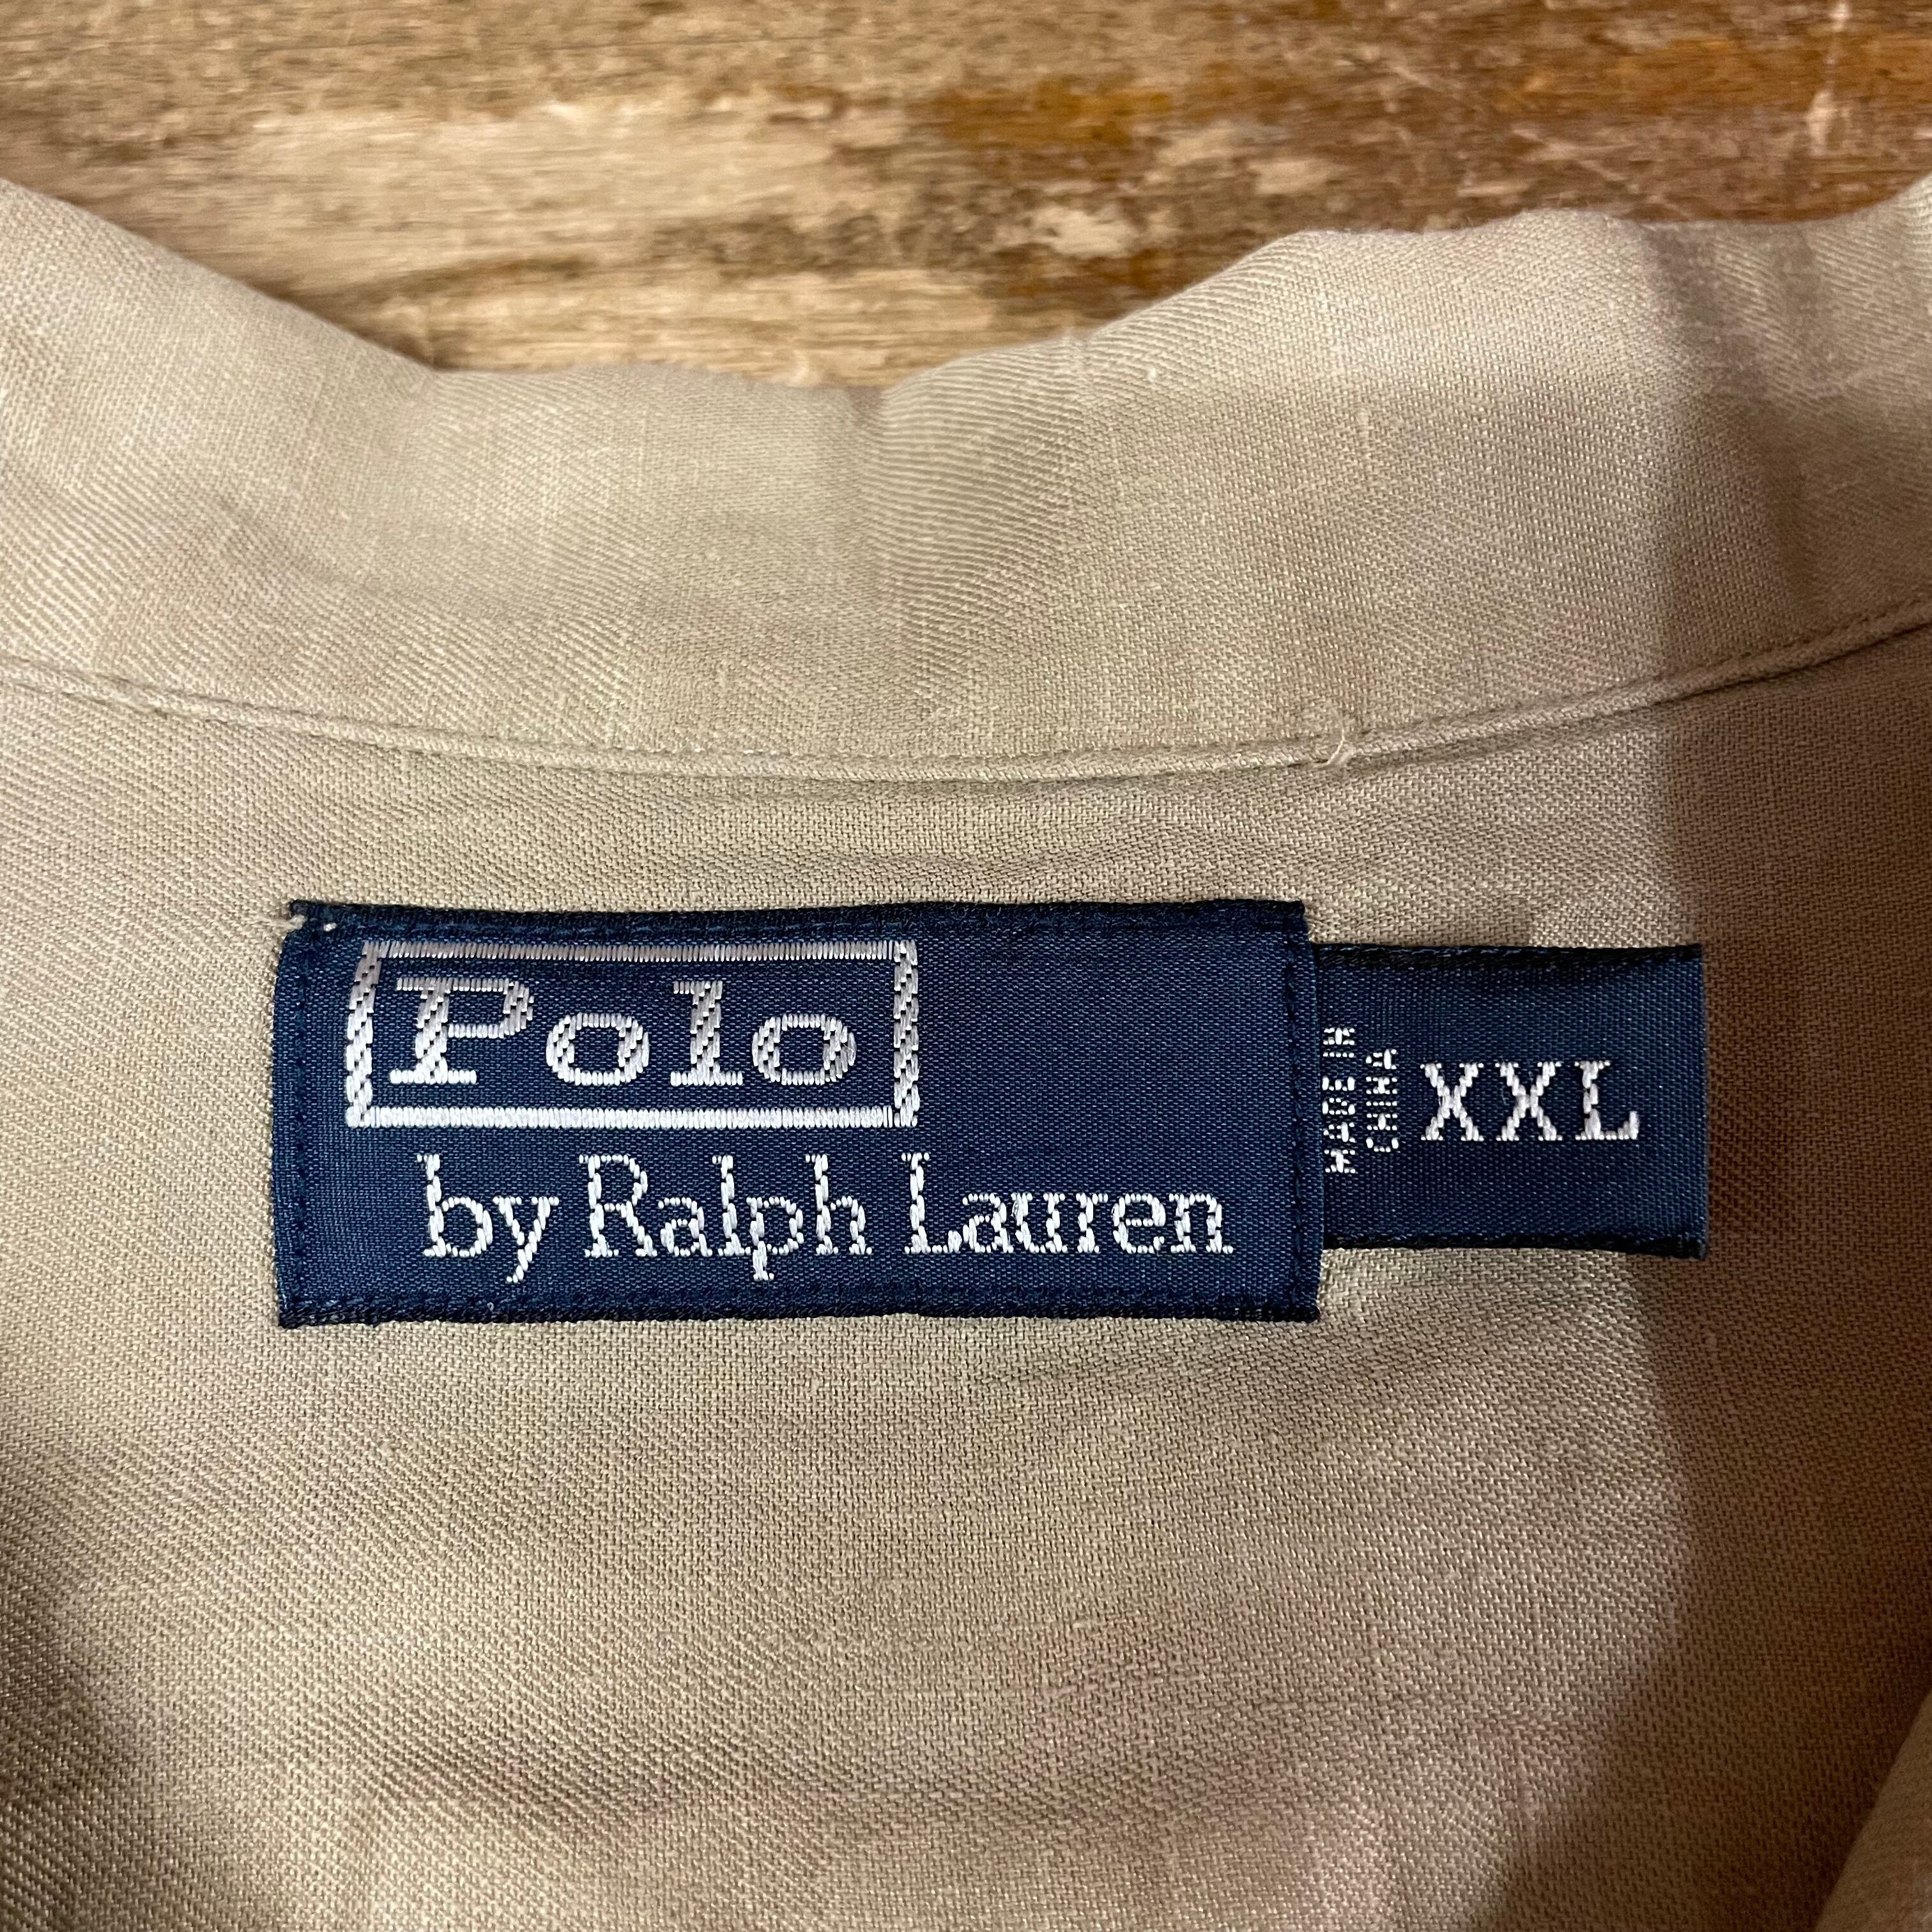 Polo
by Ralph Lauren
MADE IN
CHINA
XXL